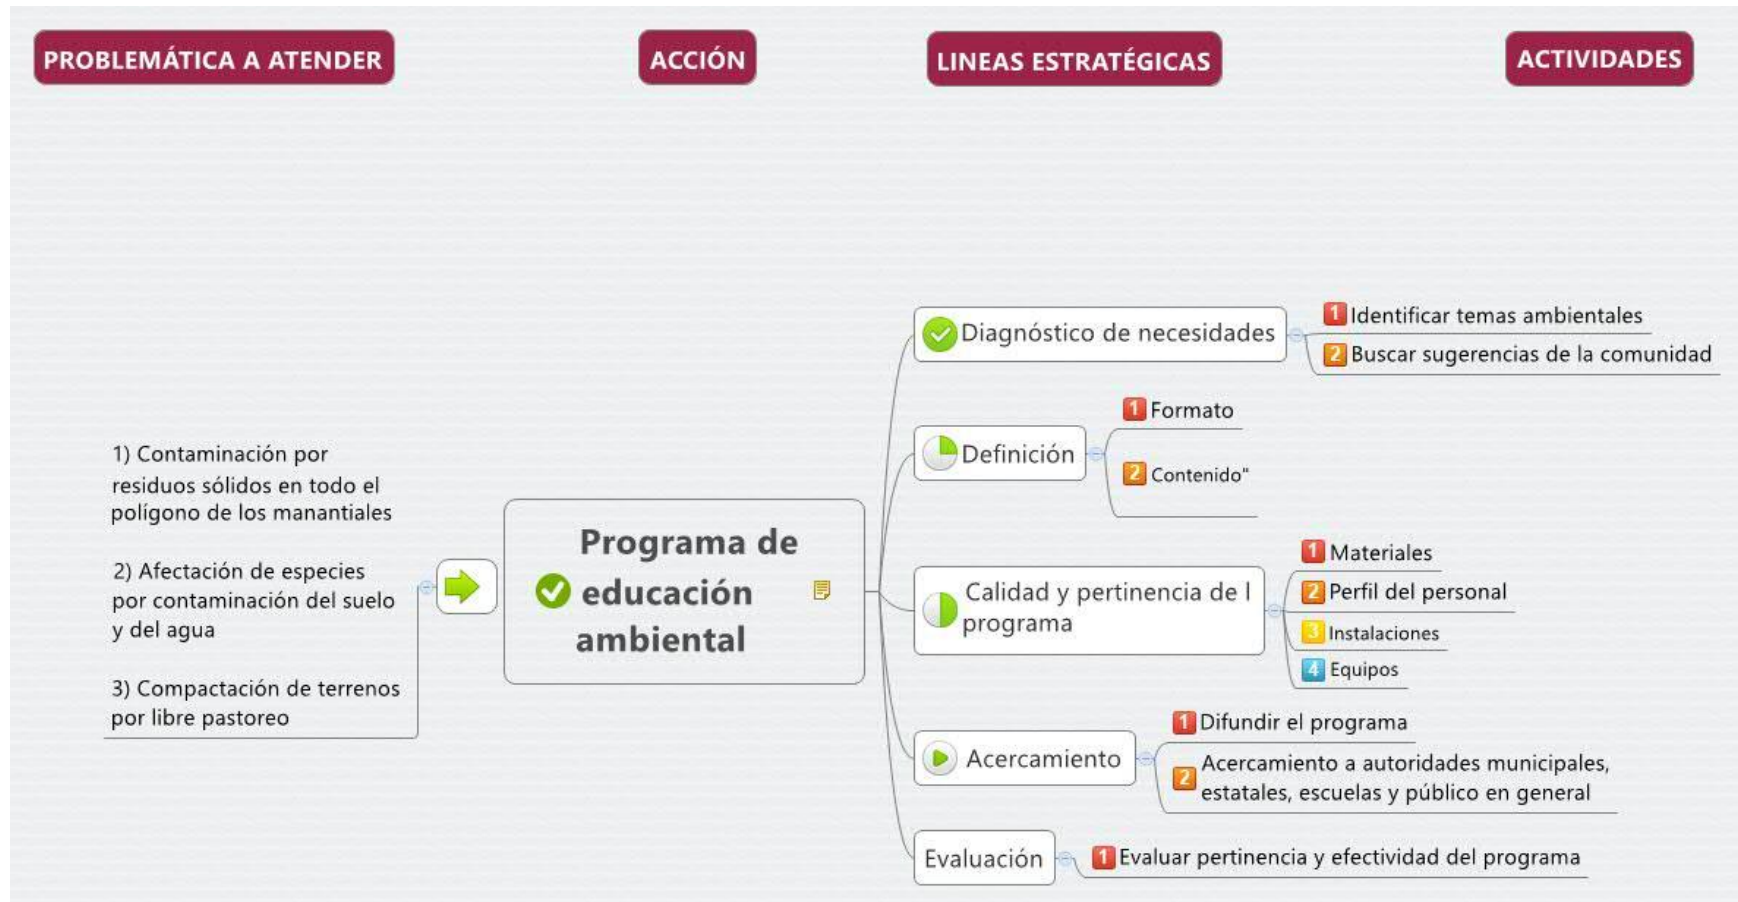 PROBLEMÁTICA A ATENDER
ACCIÓN
LINEAS ESTRATÉGICAS
ACTIVIDADES
1) Contaminación por
residuos sólidos en todo el
polígono de los manantiales
2) Afectación de especies
por contaminación del suelo
y del agua
3) Compactación de terrenos
por libre pastoreo
Programa de
educación
ambiental
Diagnóstico de necesidades
1 Identificar temas ambientales
2 Buscar sugerencias de la comunidad
Definición
1 Formato
2 Contenido"
Calidad y pertinencia de l
programa
1 Materiales
2 Perfil del personal
3 Instalaciones
4 Equipos
Acercamiento
1 Difundir el programa
2 Acercamiento a autoridades municipales,
estatales, escuelas y público en general
Evaluación
1 Evaluar pertinencia y efectividad del programa